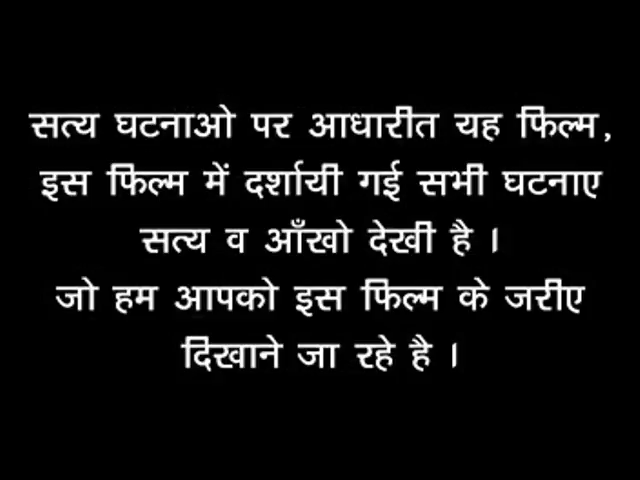 सत्य घटनाओ पर आधारीत यह फिल्म,
इस फिल्म में दर्शायी गई सभी घटनाए
सत्य व आँखो देखी है ।
जो हम आपको इस फिल्म के जरीए
दिखाने जा रहे है ।